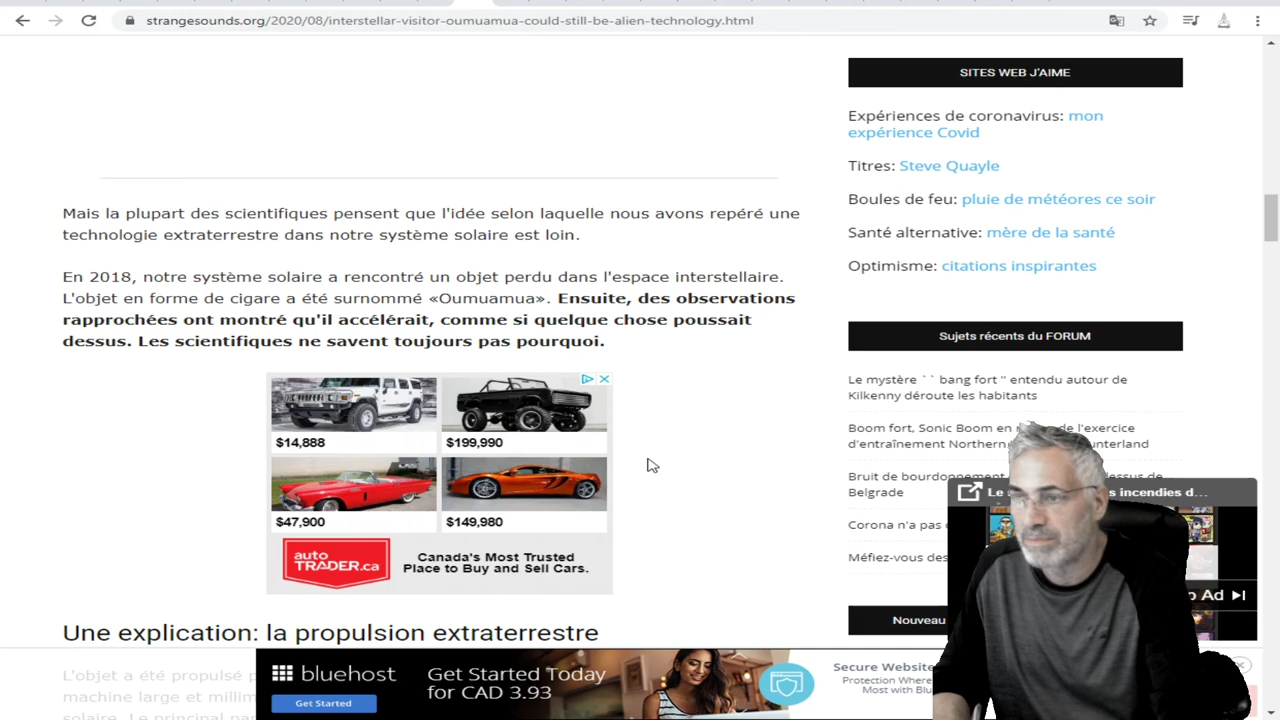 strangesounds.org/2020/08/interstellar-visitor-oumuamua-could-still-be-alien-technology.html
Mais la plupart des scientifiques pensent que l'idée selon laquelle nous avons repéré une
technologie extraterrestre dans notre système solaire est loin.
En 2018, notre système solaire a rencontré un objet perdu dans l'espace interstellaire.
L'objet en forme de cigare a été surnommé «Oumuamua». Ensuite, des observations
rapprochées ont montré qu'il accélérait, comme si quelque chose poussait
dessus. Les scientifiques ne savent toujours pas pourquoi.
$14,888
$199,990
$47,900
$149,980
auto
TRADER.ca
Canada's Most Trusted
Place to Buy and Sell Cars.
Une explication: la propulsion extraterrestre
L'objet a été propulsé
machine large et
solaire. Le principal
SITES WEB J'AIME
Expériences de coronavirus: mon
expérience Covid
Titres: Steve Quayle
Boules de feu: pluie de météores ce soir
Santé alternative: mère de la santé
Optimisme: citations inspirantes
Sujets récents du FORUM
Le mystère `` bang fort '' entendu autour de
Kilkenny déroute les habitants
Boom fort, Sonic Boom en de l'exercice
d'entraînement Northern
Bruit de bourdonnement dessus de
Belgrade
Corona n'a pas
Méfiez-vous des
Le s incendies d...
Ad
Nouveau
bluehost
Get Started
Get Started Today
for CAD 3.93
Secure Website
Protection Where
Most with Blu